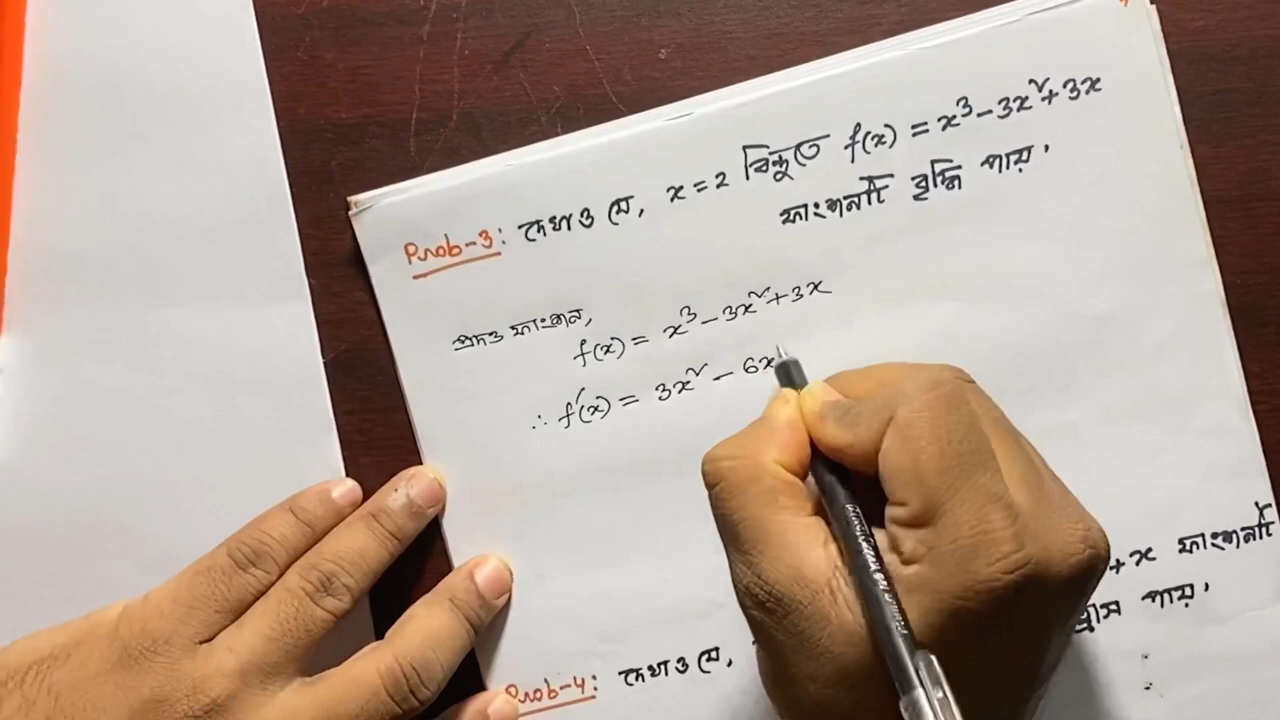 Prob-3: দেখাও যে, x = 2 বিন্দুতে f(x) = x³ - 3x² + 3x
ফাংশনটি বৃদ্ধি পায়।
প্রদত্ত ফাংশন,
f(x) = x³ - 3x² + 3x
∴ f′(x) = 3x² - 6x
+ x ফাংশনটি
Prob-4: দেখাও যে,
হ্রাস পায়।